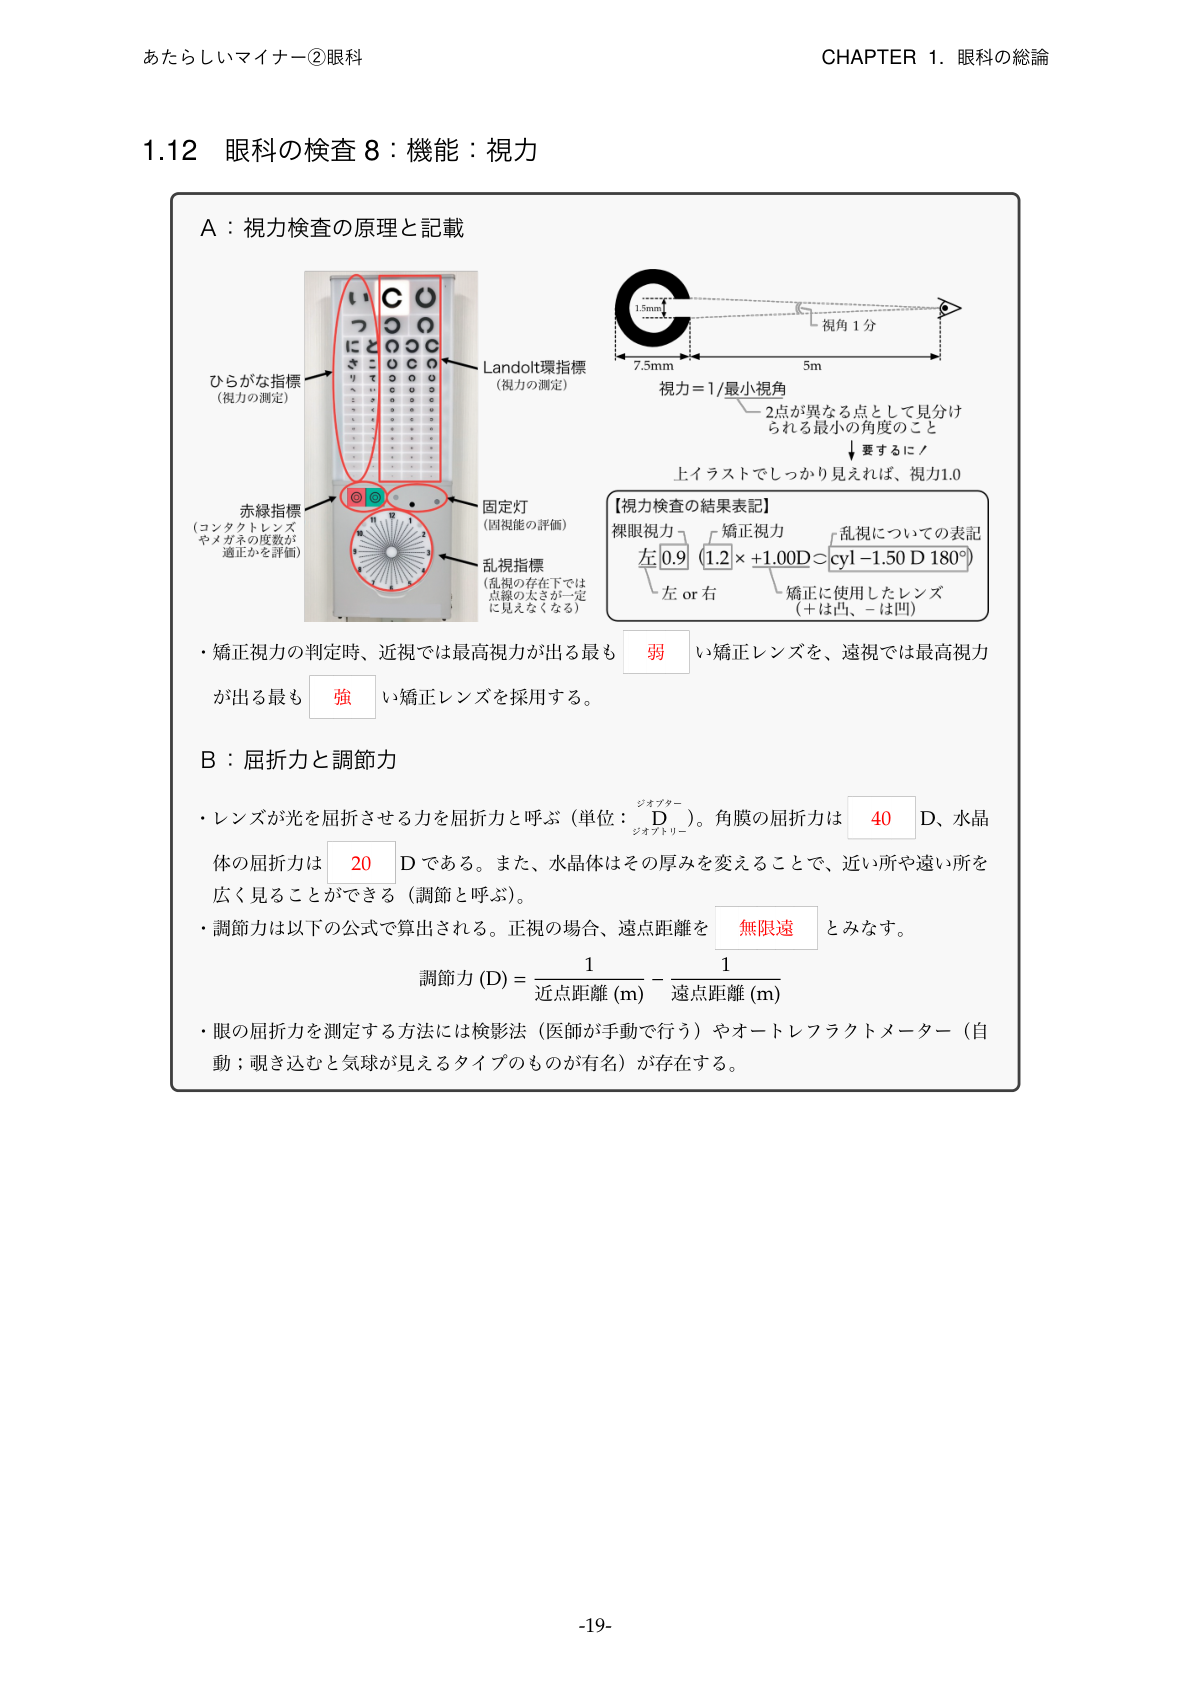 あたらしいマイナー②眼科
CHAPTER 1. 眼科の総論
1.12 眼科の検査 8：機能：視力
A：視力検査の原理と記載
い
つ
に と
さ こ
り て
ひらがな指標
（視力の測定）
Landolt環指標
（視力の測定）
赤緑指標
（コンタクトレンズ
やメガネの度数が
適正かを評価）
固定灯
（固視能の評価）
乱視指標
（乱視の存在下では
点線の太さが一定
に見えなくなる）
12
11 1
10 2
9 3
1.5mm
視角 1 分
7.5mm
5m
視力＝1/最小視角
2点が異なる点として見分け
られる最小の角度のこと
要するに！
上イラストでしっかり見えれば、視力1.0
【視力検査の結果表記】
裸眼視力
矯正視力
乱視についての表記
左 0.9 (1.2 × +1.00D ⊃ cyl −1.50 D 180°)
左 or 右
矯正に使用したレンズ
（＋は凸、－は凹）
・矯正視力の判定時、近視では最高視力が出る最も 弱 い矯正レンズを、遠視では最高視力
が出る最も 強 い矯正レンズを採用する。
B：屈折力と調節力
・レンズが光を屈折させる力を屈折力と呼ぶ（単位：D ジオプター ジオプトリー）。角膜の屈折力は 40 D、水晶
体の屈折力は 20 D である。また、水晶体はその厚みを変えることで、近い所や遠い所を
広く見ることができる（調節と呼ぶ）。
・調節力は以下の公式で算出される。正視の場合、遠点距離を 無限遠 とみなす。
調節力 (D) = 1/近点距離 (m) − 1/遠点距離 (m)
・眼の屈折力を測定する方法には検影法（医師が手動で行う）やオートレフラクトメーター（自
動；覗き込むと気球が見えるタイプのものが有名）が存在する。
-19-